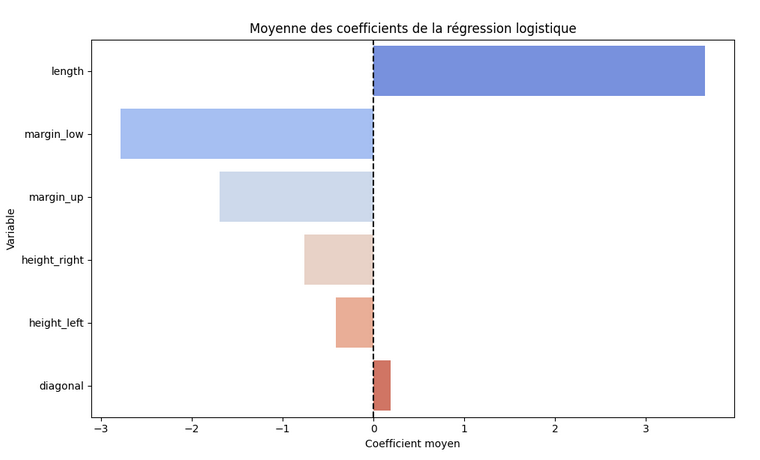 Moyenne des coefficients de la régression logistique
Variable
length
margin_low
margin_up
height_right
height_left
diagonal
−3 −2 −1 0 1 2 3
Coefficient moyen